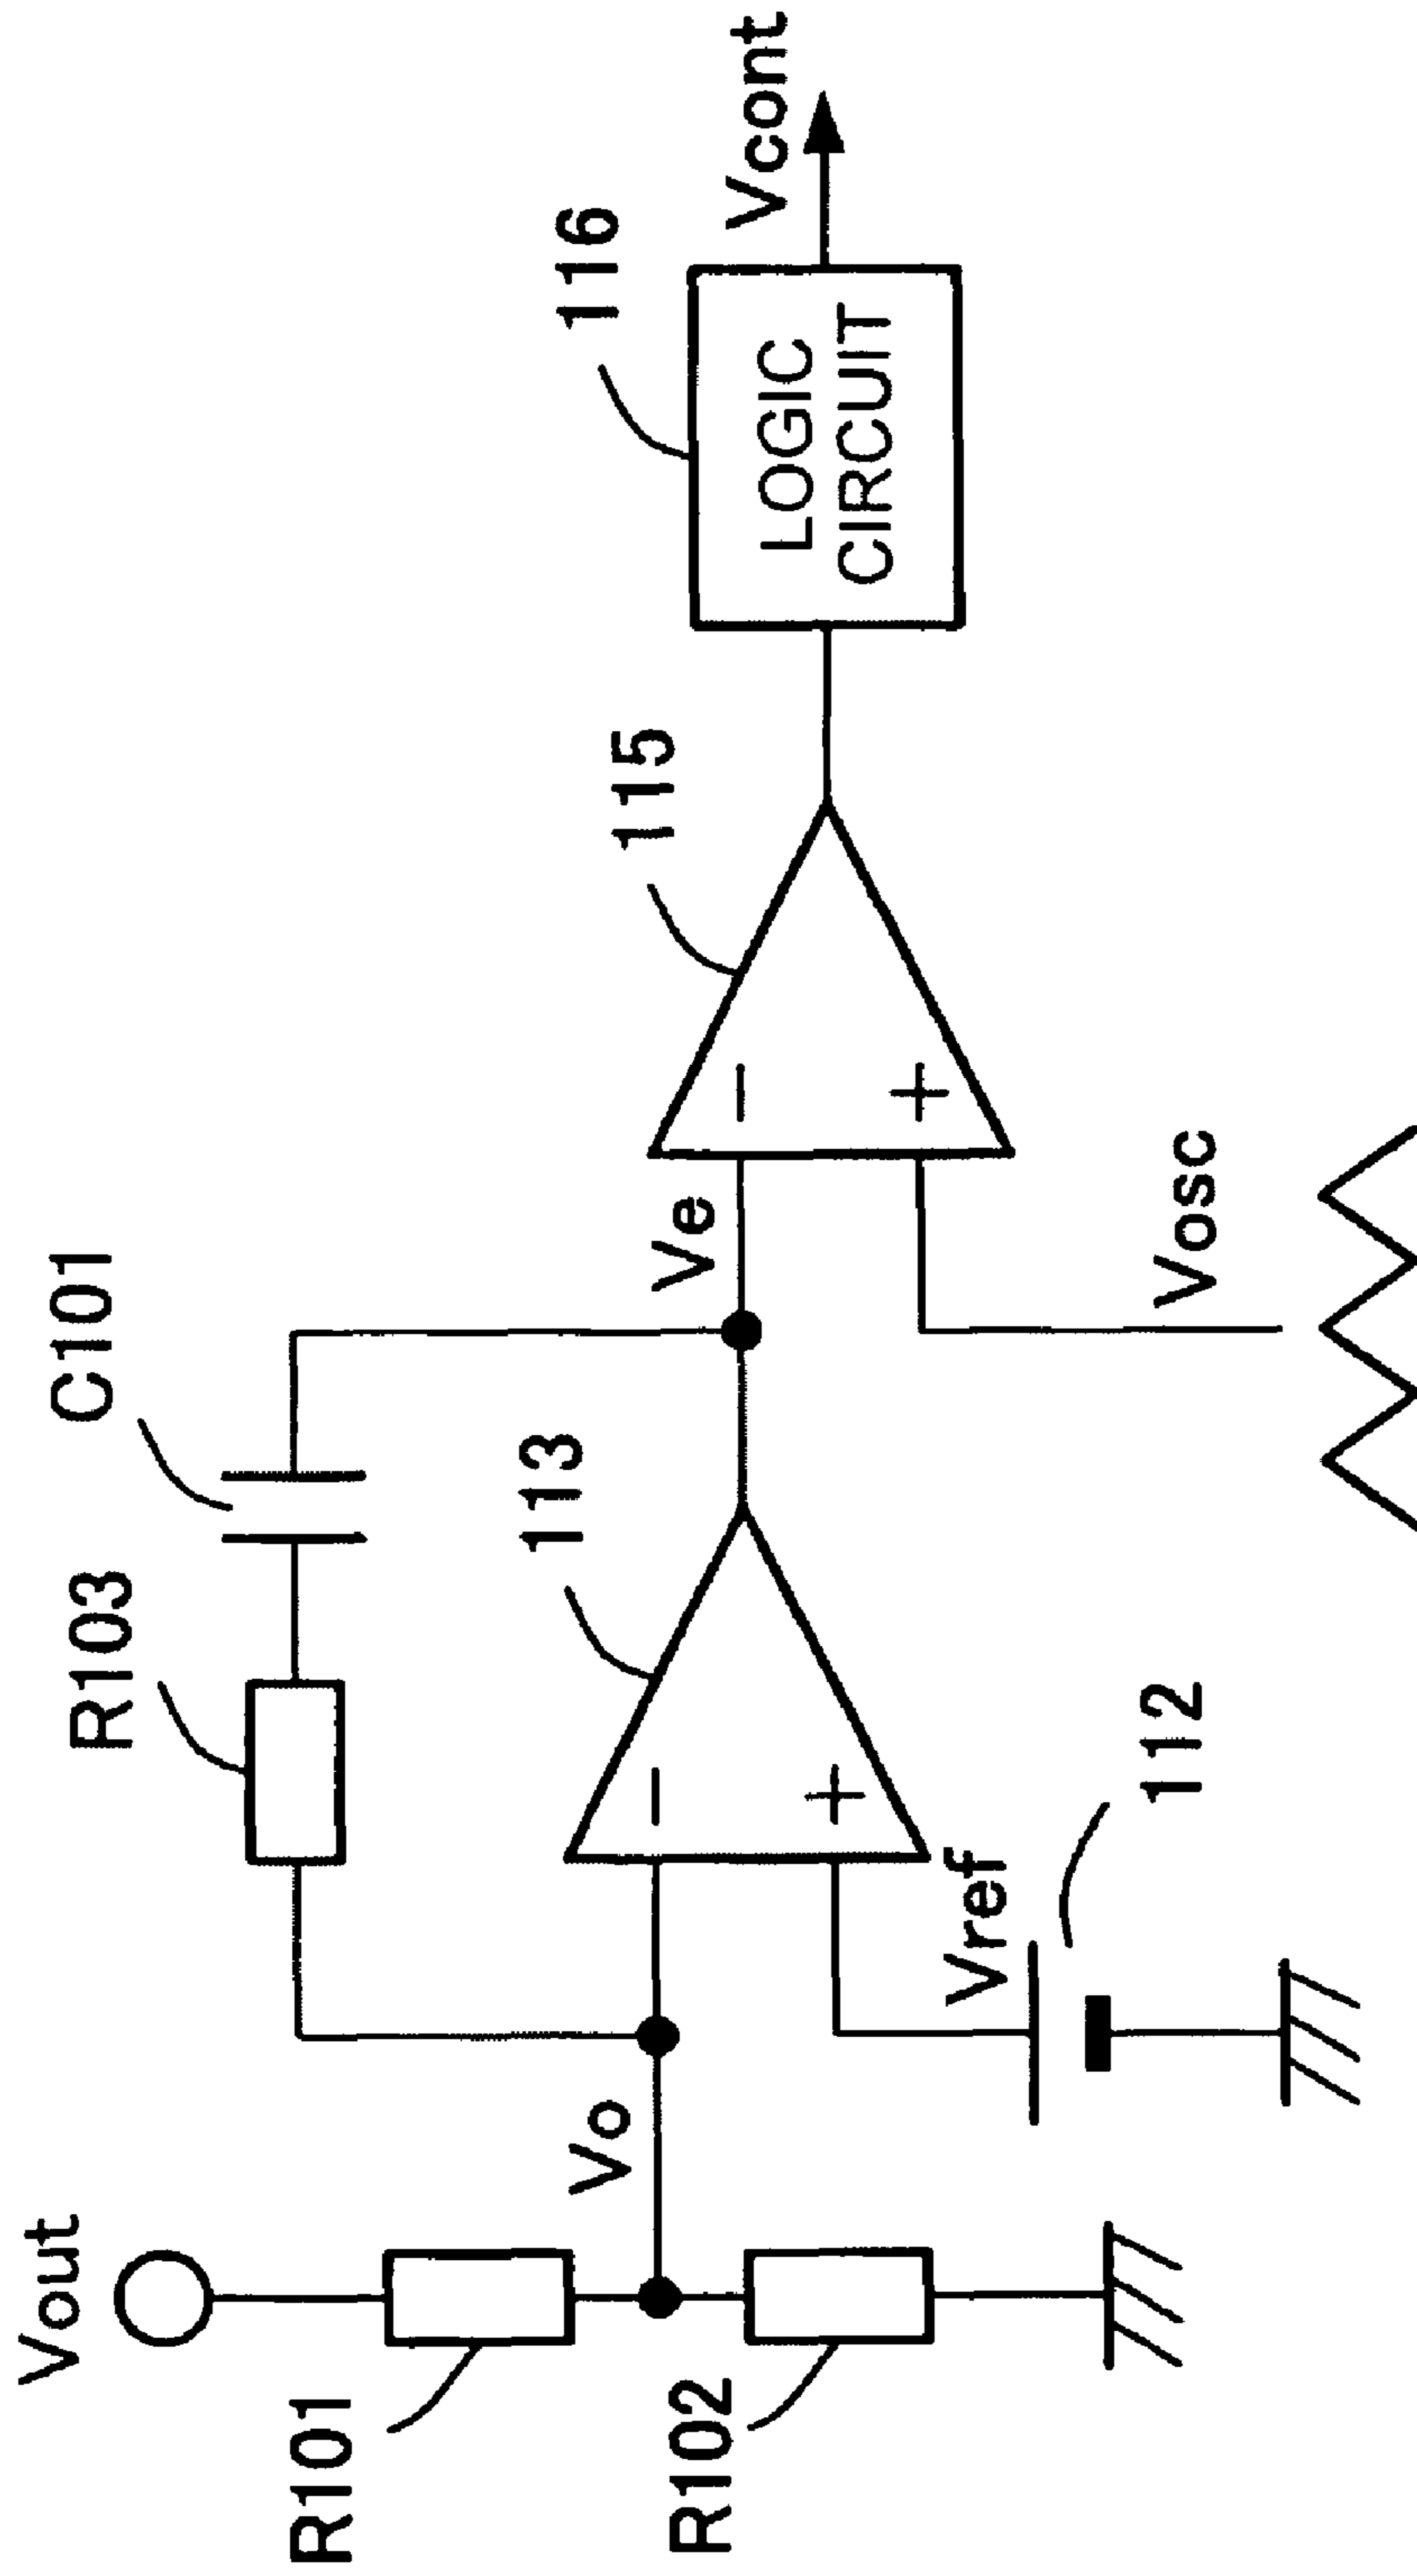 Vout
R101
R102
Vo
R103
C101
113
Vref
112
Ve
Vosc
115
116
LOGIC
CIRCUIT
Vcont
−
+
−
+